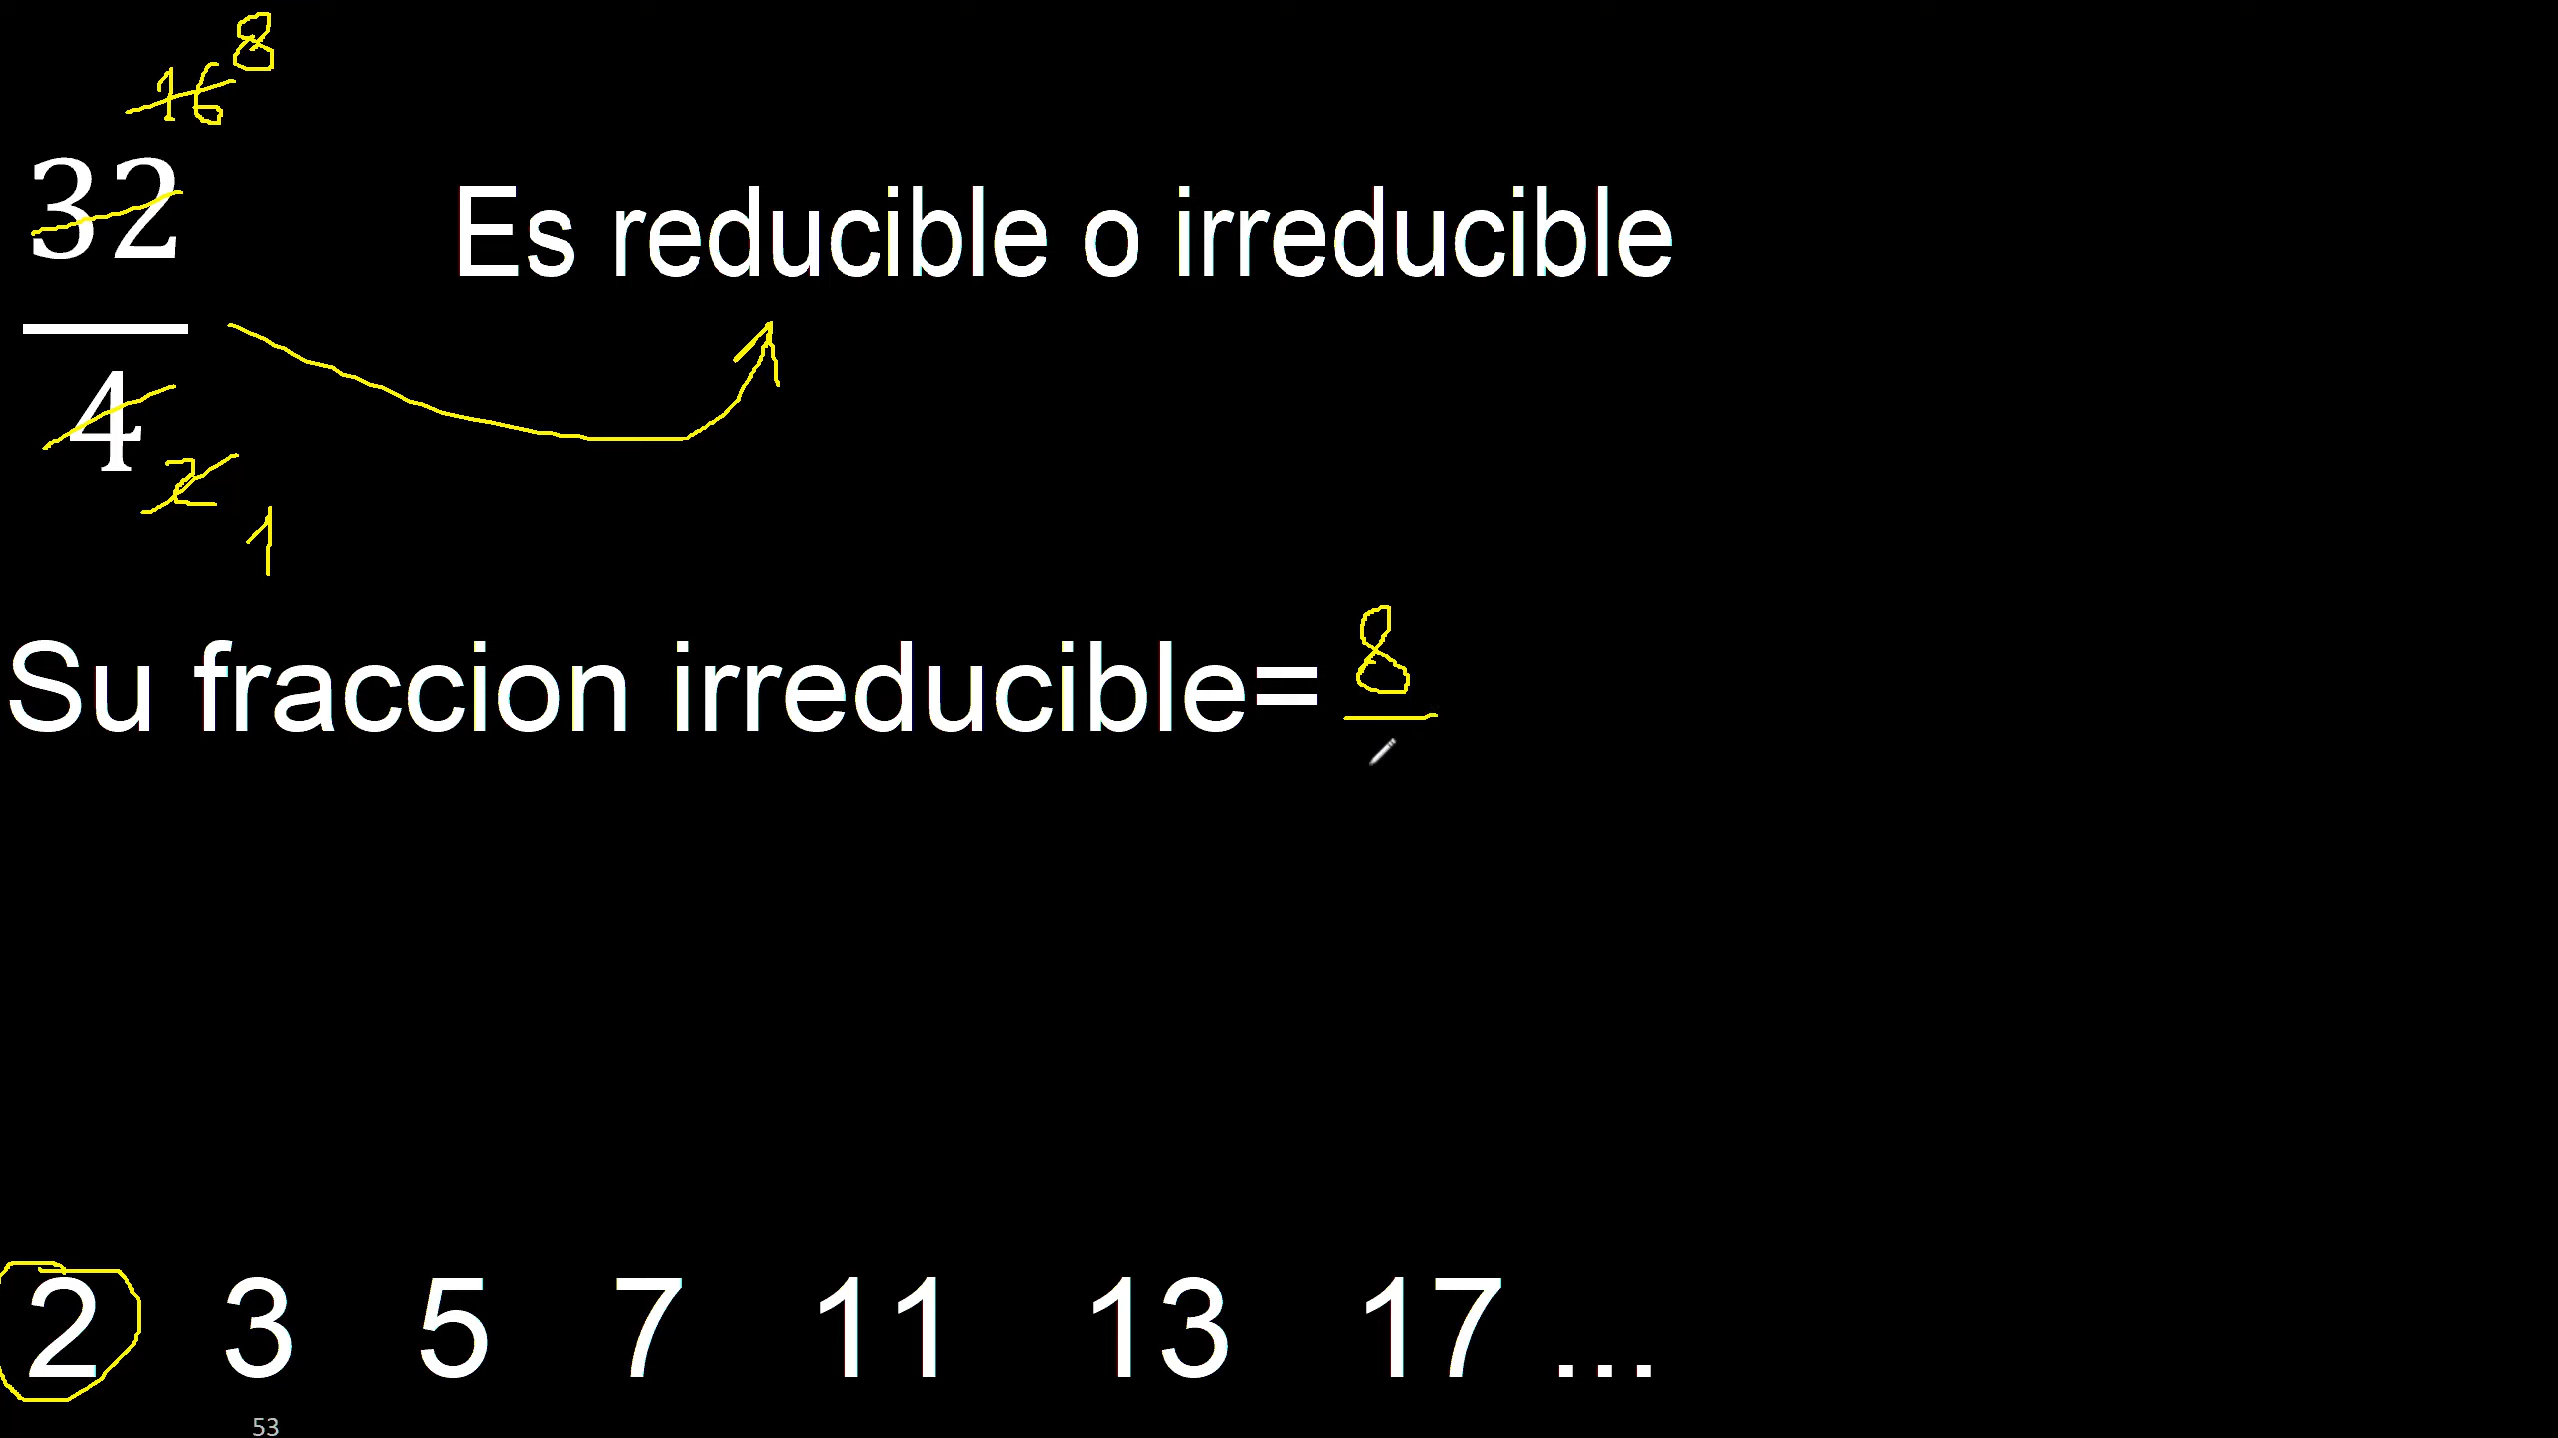 8
16
32
Es reducible o irreducible
4
2
1
8
Su fraccion irreducible=
2 3 5 7 11 13 17 ...
53